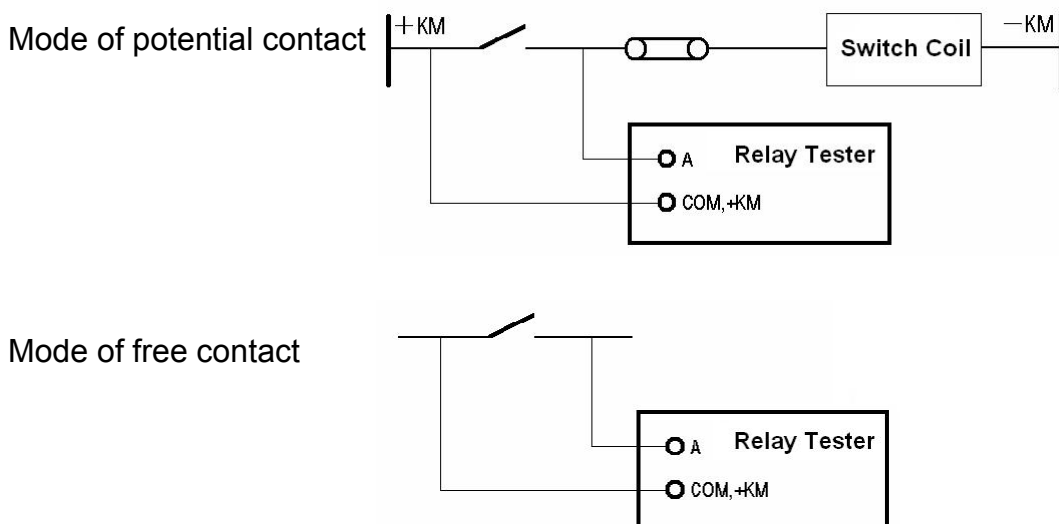 +KM
Mode of potential contact
Switch Coil
—KM
Relay Tester
A
COM,+KM
Mode of free contact
Relay Tester
A
COM,+KM